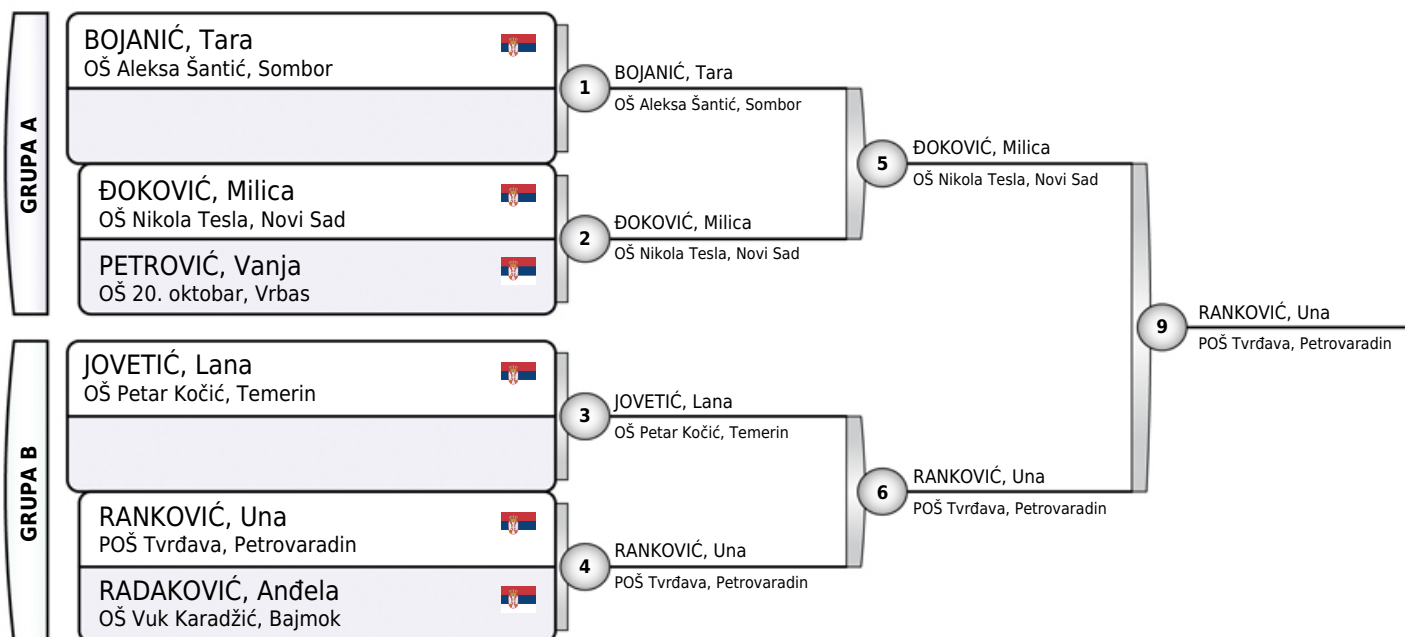 GRUPA A
BOJANIĆ, Tara
OŠ Aleksa Šantić, Sombor
ĐOKOVIĆ, Milica
OŠ Nikola Tesla, Novi Sad
PETROVIĆ, Vanja
OŠ 20. oktobar, Vrbas
GRUPA B
JOVETIĆ, Lana
OŠ Petar Kočić, Temerin
RANKOVIĆ, Una
POŠ Tvrđava, Petrovaradin
RADAKOVIĆ, Anđela
OŠ Vuk Karadžić, Bajmok
1
BOJANIĆ, Tara
OŠ Aleksa Šantić, Sombor
2
ĐOKOVIĆ, Milica
OŠ Nikola Tesla, Novi Sad
3
JOVETIĆ, Lana
OŠ Petar Kočić, Temerin
4
RANKOVIĆ, Una
POŠ Tvrđava, Petrovaradin
5
ĐOKOVIĆ, Milica
OŠ Nikola Tesla, Novi Sad
6
RANKOVIĆ, Una
POŠ Tvrđava, Petrovaradin
9
RANKOVIĆ, Una
POŠ Tvrđava, Petrovaradin